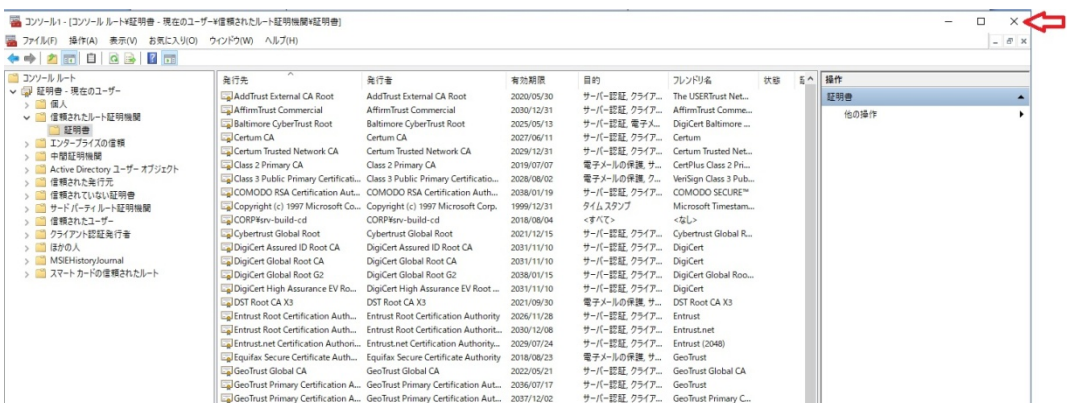 コンソール1 - [コンソール ルート¥証明書 - 現在のユーザー¥信頼されたルート証明機関¥証明書]
ファイル(F) 操作(A) 表示(V) お気に入り(O) ウィンドウ(W) ヘルプ(H)
コンソール ルート
証明書 - 現在のユーザー
個人
信頼されたルート証明機関
証明書
エンタープライズの信頼
中間証明機関
Active Directory ユーザー オブジェクト
信頼された発行元
信頼されていない証明書
サードパーティ ルート証明機関
信頼されたユーザー
クライアント認証発行者
ほかの人
MSIEHistoryJournal
スマート カードの信頼されたルート
発行先 発行者 有効期限 目的 フレンドリ名 状態
AddTrust External CA Root AddTrust External CA Root 2020/05/30 サーバー認証, クライア... The USERTrust Net...
AffirmTrust Commercial AffirmTrust Commercial 2030/12/31 サーバー認証, クライア... AffirmTrust Comme...
Baltimore CyberTrust Root Baltimore CyberTrust Root 2025/05/13 サーバー認証, 電子メ... DigiCert Baltimore ...
Certum CA Certum CA 2027/06/11 サーバー認証, クライア... Certum
Certum Trusted Network CA Certum Trusted Network CA 2029/12/31 サーバー認証, クライア... Certum Trusted Net...
Class 2 Primary CA Class 2 Primary CA 2019/07/07 電子メールの保護, サ... CertPlus Class 2 Pri...
Class 3 Public Primary Certificati... Class 3 Public Primary Certificatio... 2028/08/02 電子メールの保護, ク... VeriSign Class 3 Pub...
COMODO RSA Certification Aut... COMODO RSA Certification Auth... 2038/01/19 サーバー認証, クライア... COMODO SECURE™
Copyright (c) 1997 Microsoft Co... Copyright (c) 1997 Microsoft Corp. 1999/12/31 タイム スタンプ Microsoft Timestam...
CORP¥srv-build-cd CORP¥srv-build-cd 2018/08/04 <すべて> <なし>
Cybertrust Global Root Cybertrust Global Root 2021/12/15 サーバー認証, クライア... Cybertrust Global R...
DigiCert Assured ID Root CA DigiCert Assured ID Root CA 2031/11/10 サーバー認証, クライア... DigiCert
DigiCert Global Root CA DigiCert Global Root CA 2031/11/10 サーバー認証, クライア... DigiCert
DigiCert Global Root G2 DigiCert Global Root G2 2038/01/15 サーバー認証, クライア... DigiCert Global Roo...
DigiCert High Assurance EV Ro... DigiCert High Assurance EV Root ... 2031/11/10 サーバー認証, クライア... DigiCert
DST Root CA X3 DST Root CA X3 2021/09/30 電子メールの保護, サ... DST Root CA X3
Entrust Root Certification Auth... Entrust Root Certification Authority 2026/11/28 サーバー認証, クライア... Entrust
Entrust Root Certification Auth... Entrust Root Certification Authorit... 2030/12/08 サーバー認証, クライア... Entrust.net
Entrust.net Certification Authori... Entrust.net Certification Authority... 2029/07/24 サーバー認証, クライア... Entrust (2048)
Equifax Secure Certificate Auth... Equifax Secure Certificate Authority 2018/08/23 電子メールの保護, サ... GeoTrust
GeoTrust Global CA GeoTrust Global CA 2022/05/21 サーバー認証, クライア... GeoTrust Global CA
GeoTrust Primary Certification A... GeoTrust Primary Certification Aut... 2036/07/17 サーバー認証, クライア... GeoTrust
GeoTrust Primary Certification A... GeoTrust Primary Certification Aut... 2037/12/02 サーバー認証, クライア... GeoTrust Primary C...
操作
証明書
他の操作